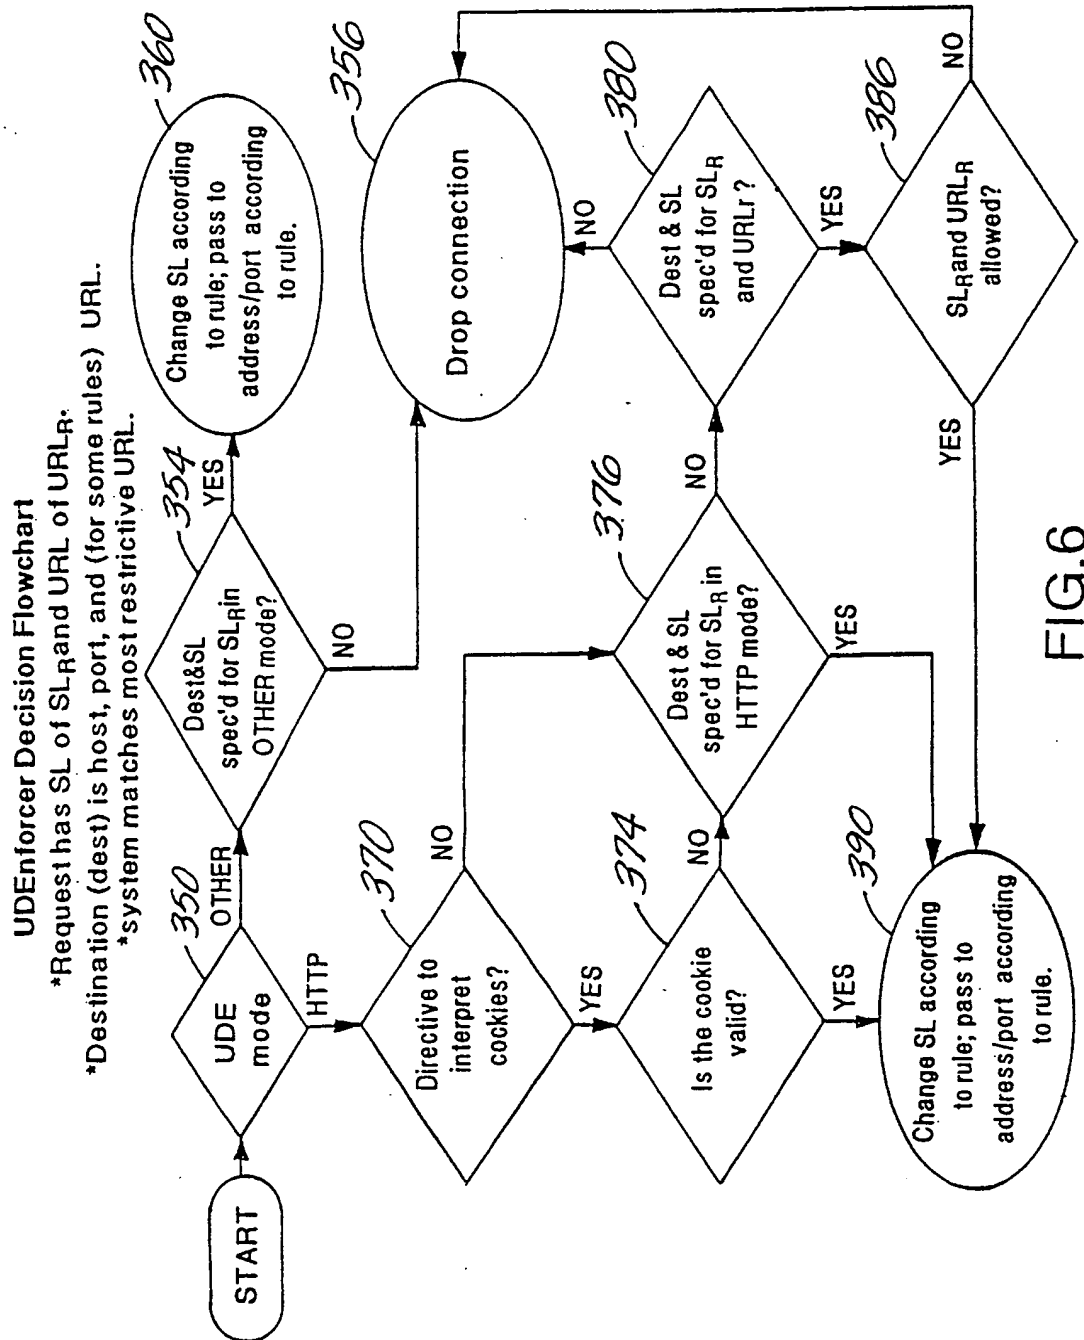 UDEnforcer Decision Flowchart
*Request has SL of SLR and URL of URLR.
*Destination (dest) is host, port, and (for some rules) URL.
*system matches most restrictive URL.
START
350
UDE
mode
OTHER
HTTP
354
Dest&SL
spec'd for SLR in
OTHER mode?
YES
NO
360
Change SL according
to rule; pass to
address/port according
to rule.
356
Drop connection
370
Directive to
interpret
cockies?
NO
YES
374
Is the cookie
valid?
NO
YES
376
Dest & SL
spec'd for SLR in
HTTP mode?
NO
YES
380
Dest & SL
spec'd for SLR
and URLr?
NO
YES
386
SLR and URLR
allowed?
NO
YES
390
Change SL according
to rule; pass to
address/port according
to rule.
FIG.6